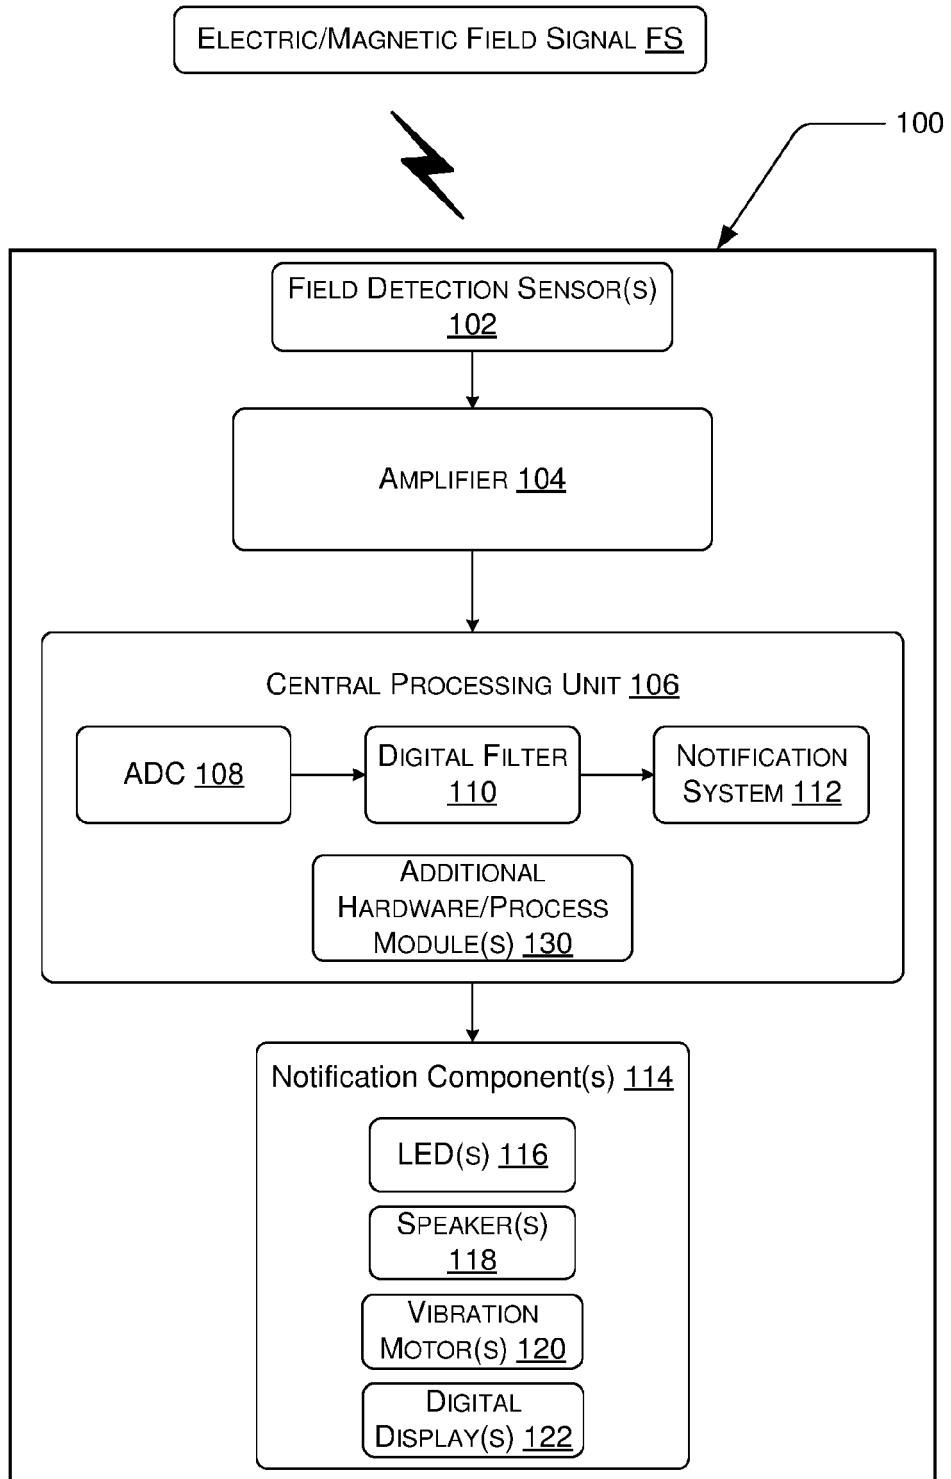 ELECTRIC/MAGNETIC FIELD SIGNAL FS
100
FIELD DETECTION SENSOR(S)
102
AMPLIFIER 104
CENTRAL PROCESSING UNIT 106
ADC 108
DIGITAL FILTER
110
NOTIFICATION
SYSTEM 112
ADDITIONAL
HARDWARE/PROCESS
MODULE(S) 130
Notification Component(s) 114
LED(S) 116
SPEAKER(S)
118
VIBRATION
MOTOR(S) 120
DIGITAL
DISPLAY(S) 122